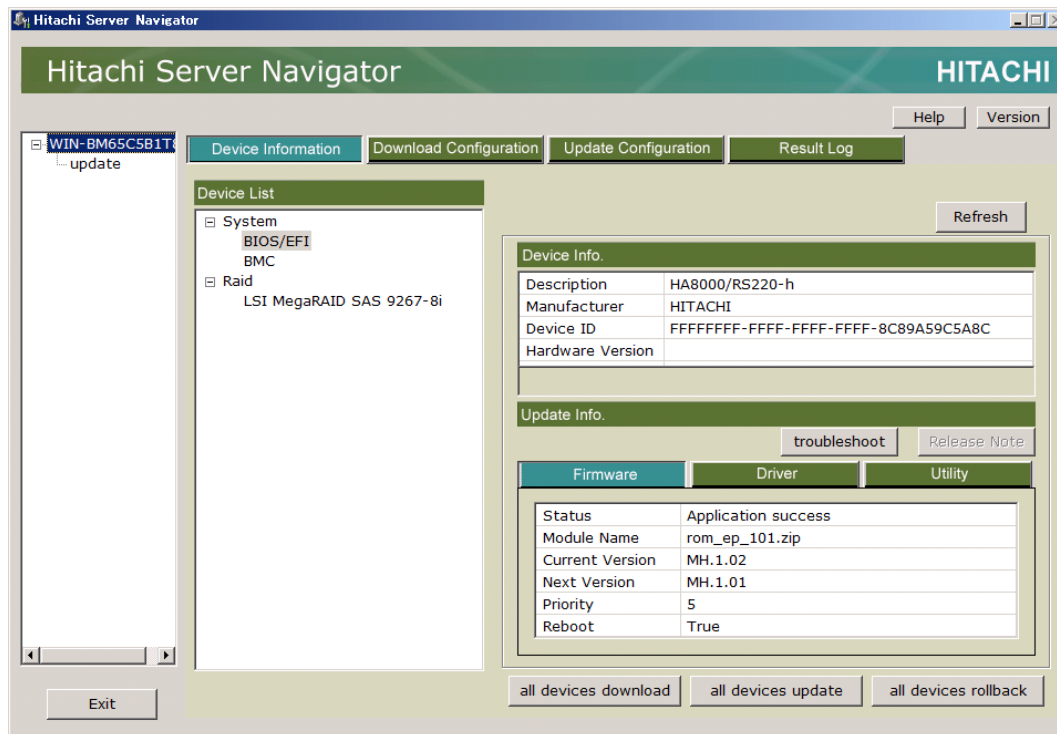 Hitachi Server Navigator
Hitachi Server Navigator
HITACHI
Help
Version
WIN-BM65C5B1T8
update
Device Information
Download Configuration
Update Configuration
Result Log
Device List
System
BIOS/EFI
BMC
Raid
LSI MegaRAID SAS 9267-8i
Refresh
Device Info.
Description HA8000/RS220-h
Manufacturer HITACHI
Device ID FFFFFFFF-FFFF-FFFF-FFFF-8C89A59C5A8C
Hardware Version
Update Info.
troubleshoot
Release Note
Firmware
Driver
Utility
Status Application success
Module Name rom_ep_101.zip
Current Version MH.1.02
Next Version MH.1.01
Priority 5
Reboot True
all devices download
all devices update
all devices rollback
Exit